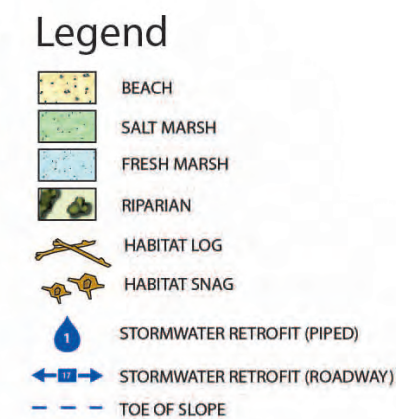 Legend
BEACH
SALT MARSH
FRESH MARSH
RIPARIAN
HABITAT LOG
HABITAT SNAG
1 STORMWATER RETROFIT (PIPED)
17 STORMWATER RETROFIT (ROADWAY)
TOE OF SLOPE